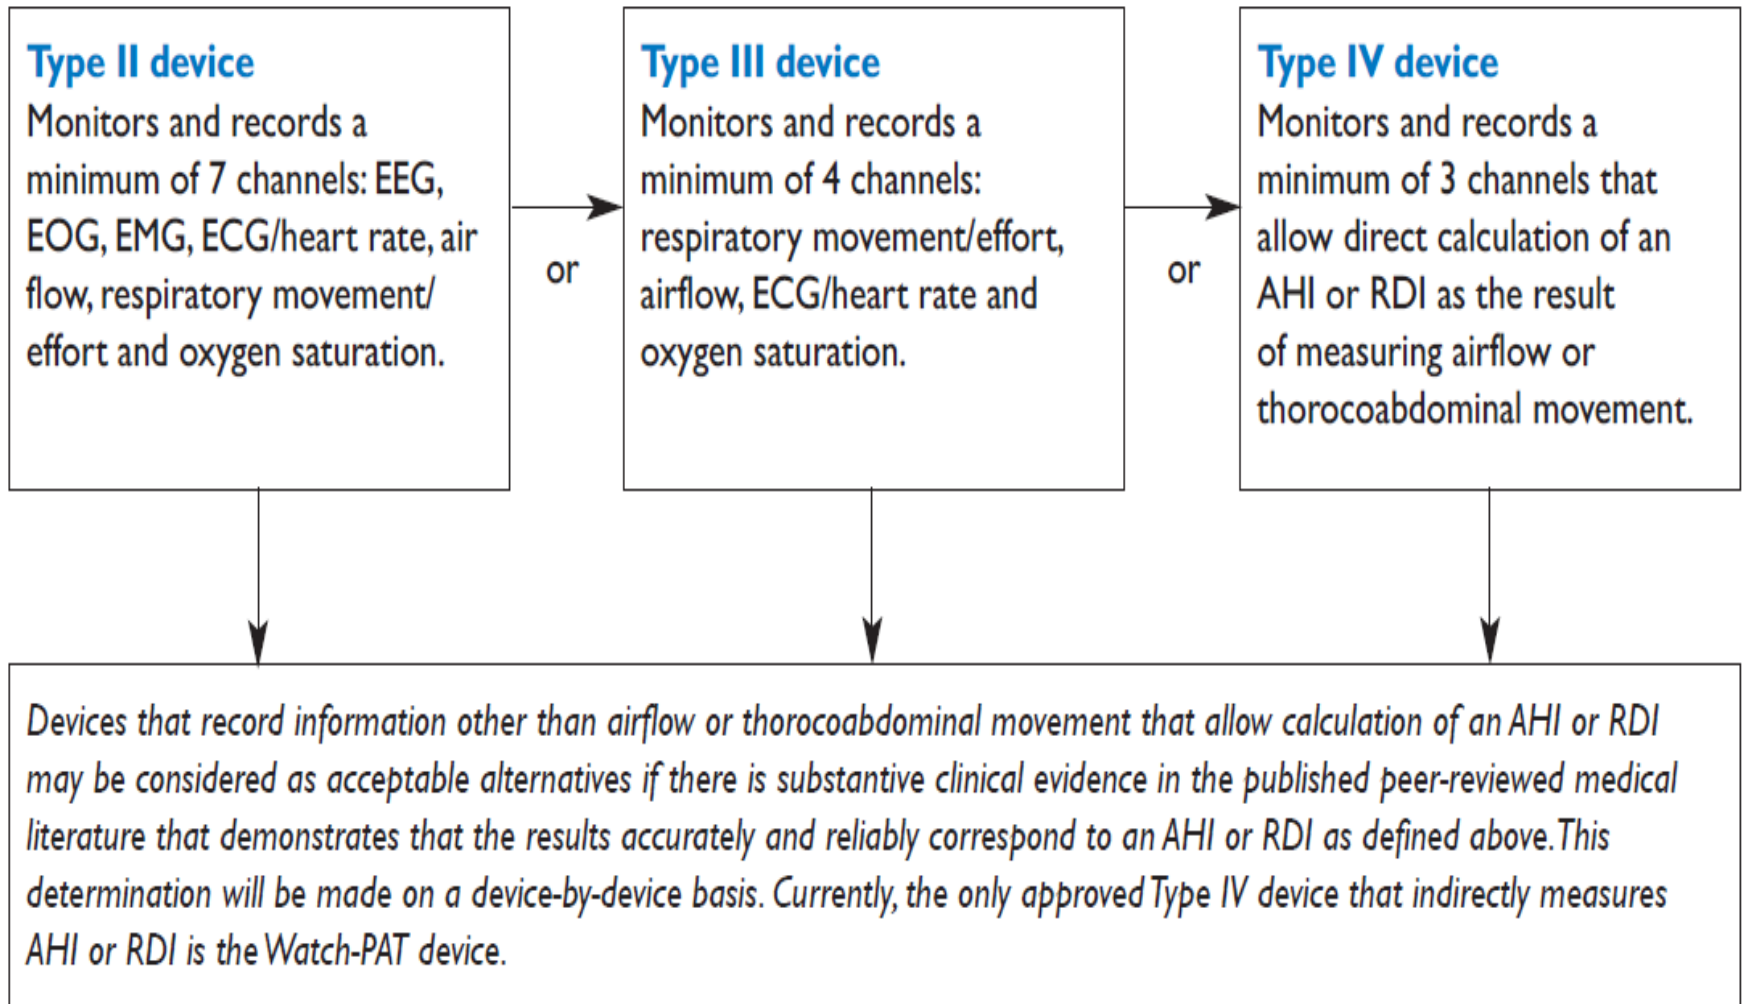 Type II device
Monitors and records a
minimum of 7 channels: EEG,
EOG, EMG, ECG/heart rate, air
flow, respiratory movement/
effort and oxygen saturation.
or
Type III device
Monitors and records a
minimum of 4 channels:
respiratory movement/effort,
airflow, ECG/heart rate and
oxygen saturation.
or
Type IV device
Monitors and records a
minimum of 3 channels that
allow direct calculation of an
AHI or RDI as the result
of measuring airflow or
thorocoabdominal movement.
Devices that record information other than airflow or thorocoabdominal movement that allow calculation of an AHI or RDI
may be considered as acceptable alternatives if there is substantive clinical evidence in the published peer-reviewed medical
literature that demonstrates that the results accurately and reliably correspond to an AHI or RDI as defined above. This
determination will be made on a device-by-device basis. Currently, the only approved Type IV device that indirectly measures
AHI or RDI is the Watch-PAT device.